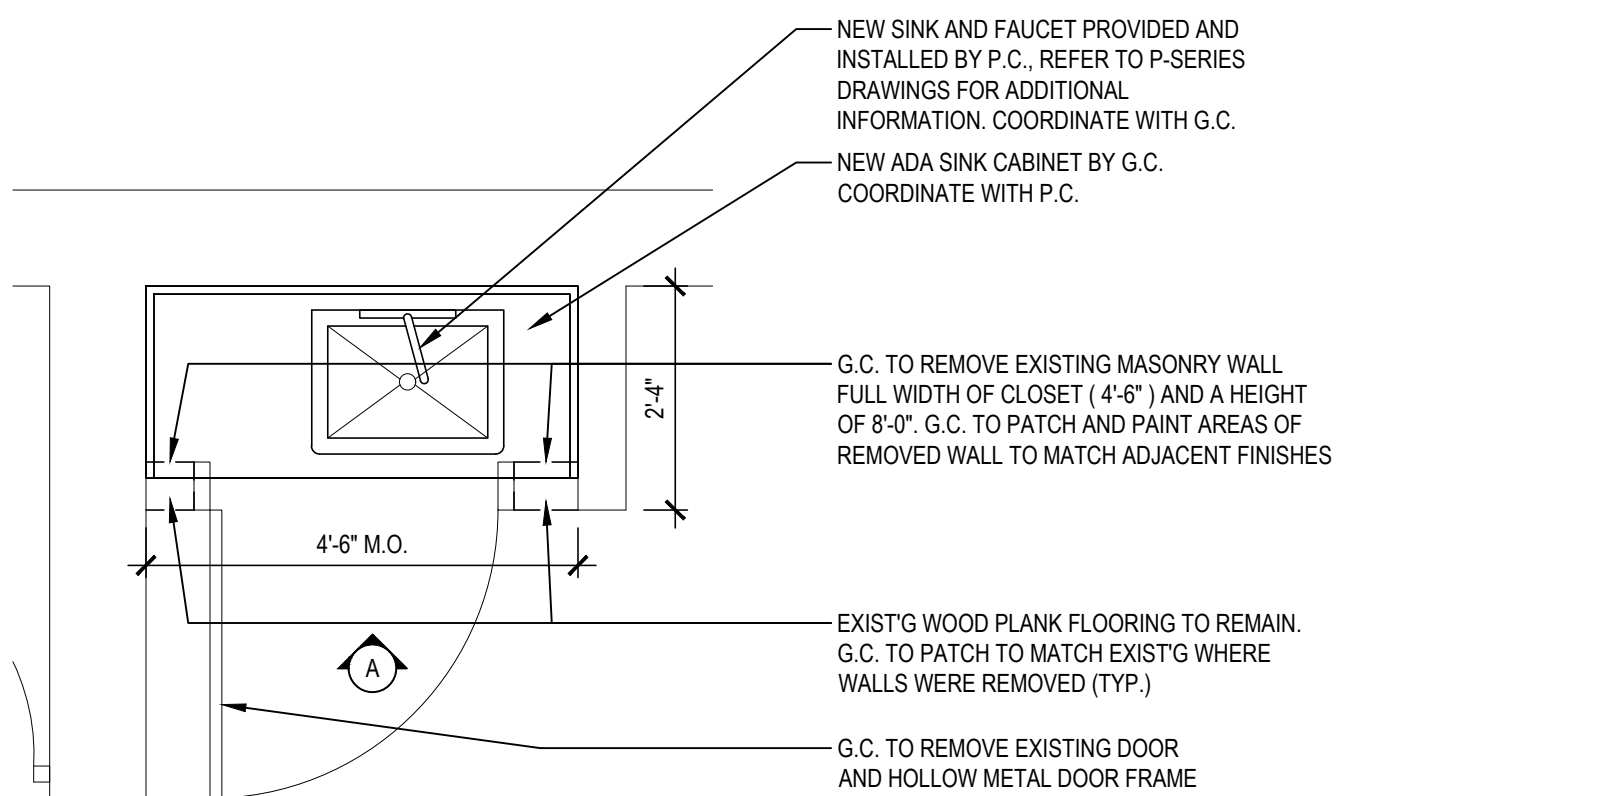 NEW SINK AND FAUCET PROVIDED AND
INSTALLED BY P.C., REFER TO P-SERIES
DRAWINGS FOR ADDITIONAL
INFORMATION. COORDINATE WITH G.C.
NEW ADA SINK CABINET BY G.C.
COORDINATE WITH P.C.
G.C. TO REMOVE EXISTING MASONRY WALL
FULL WIDTH OF CLOSET ( 4'-6" ) AND A HEIGHT
OF 8'-0". G.C. TO PATCH AND PAINT AREAS OF
REMOVED WALL TO MATCH ADJACENT FINISHES
2'-4"
4'-6" M.O.
EXIST'G WOOD PLANK FLOORING TO REMAIN.
G.C. TO PATCH TO MATCH EXIST'G WHERE
WALLS WERE REMOVED (TYP.)
A
G.C. TO REMOVE EXISTING DOOR
AND HOLLOW METAL DOOR FRAME